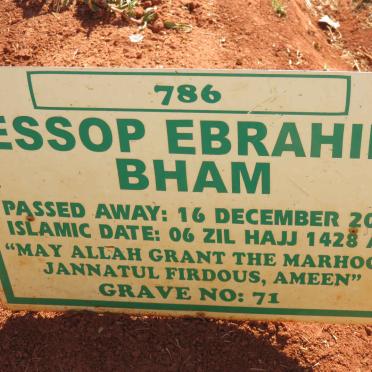 786
ESSOP EBRAHI
BHAM
PASSED AWAY: 16 DECEMBER 20
ISLAMIC DATE: 06 ZIL HAJJ 1428 A
"MAY ALLAH GRANT THE MARHOO
JANNATUL FIRDOUS, AMEEN"
GRAVE NO: 71